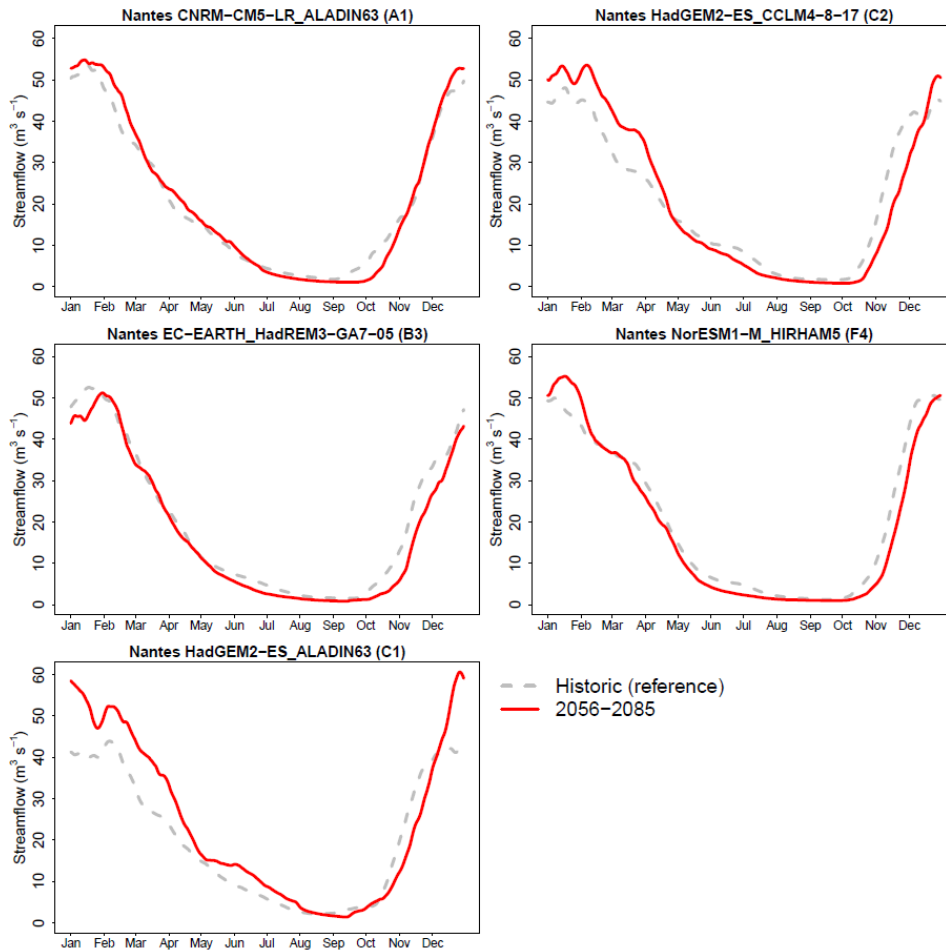 Nantes CNRM−CM5−LR_ALADIN63 (A1)
Streamflow (m³ s⁻¹)
60
50
40
30
20
10
0
Jan Feb Mar Apr May Jun Jul Aug Sep Oct Nov Dec
Nantes HadGEM2−ES_CCLM4−8−17 (C2)
Streamflow (m³ s⁻¹)
60
50
40
30
20
10
0
Jan Feb Mar Apr May Jun Jul Aug Sep Oct Nov Dec
Nantes EC−EARTH_HadREM3−GA7−05 (B3)
Streamflow (m³ s⁻¹)
60
50
40
30
20
10
0
Jan Feb Mar Apr May Jun Jul Aug Sep Oct Nov Dec
Nantes NorESM1−M_HIRHAM5 (F4)
Streamflow (m³ s⁻¹)
60
50
40
30
20
10
0
Jan Feb Mar Apr May Jun Jul Aug Sep Oct Nov Dec
Nantes HadGEM2−ES_ALADIN63 (C1)
Streamflow (m³ s⁻¹)
60
50
40
30
20
10
0
Jan Feb Mar Apr May Jun Jul Aug Sep Oct Nov Dec
Historic (reference)
2056−2085